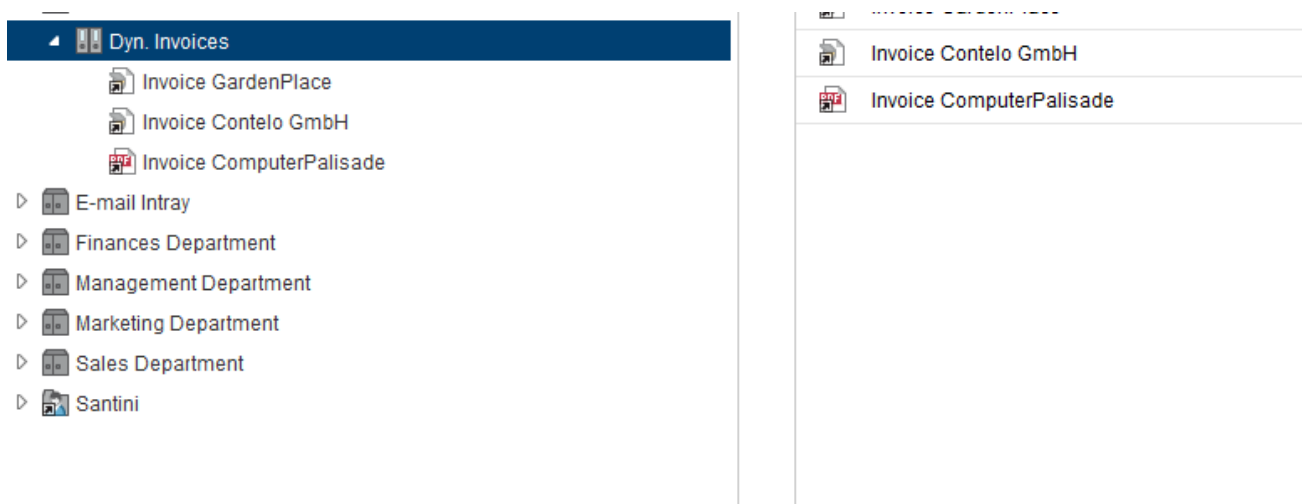 Dyn. Invoices
Invoice GardenPlace
Invoice Contelo GmbH
Invoice ComputerPalisade
E-mail Intray
Finances Department
Management Department
Marketing Department
Sales Department
Santini
Invoice Contelo GmbH
Invoice ComputerPalisade